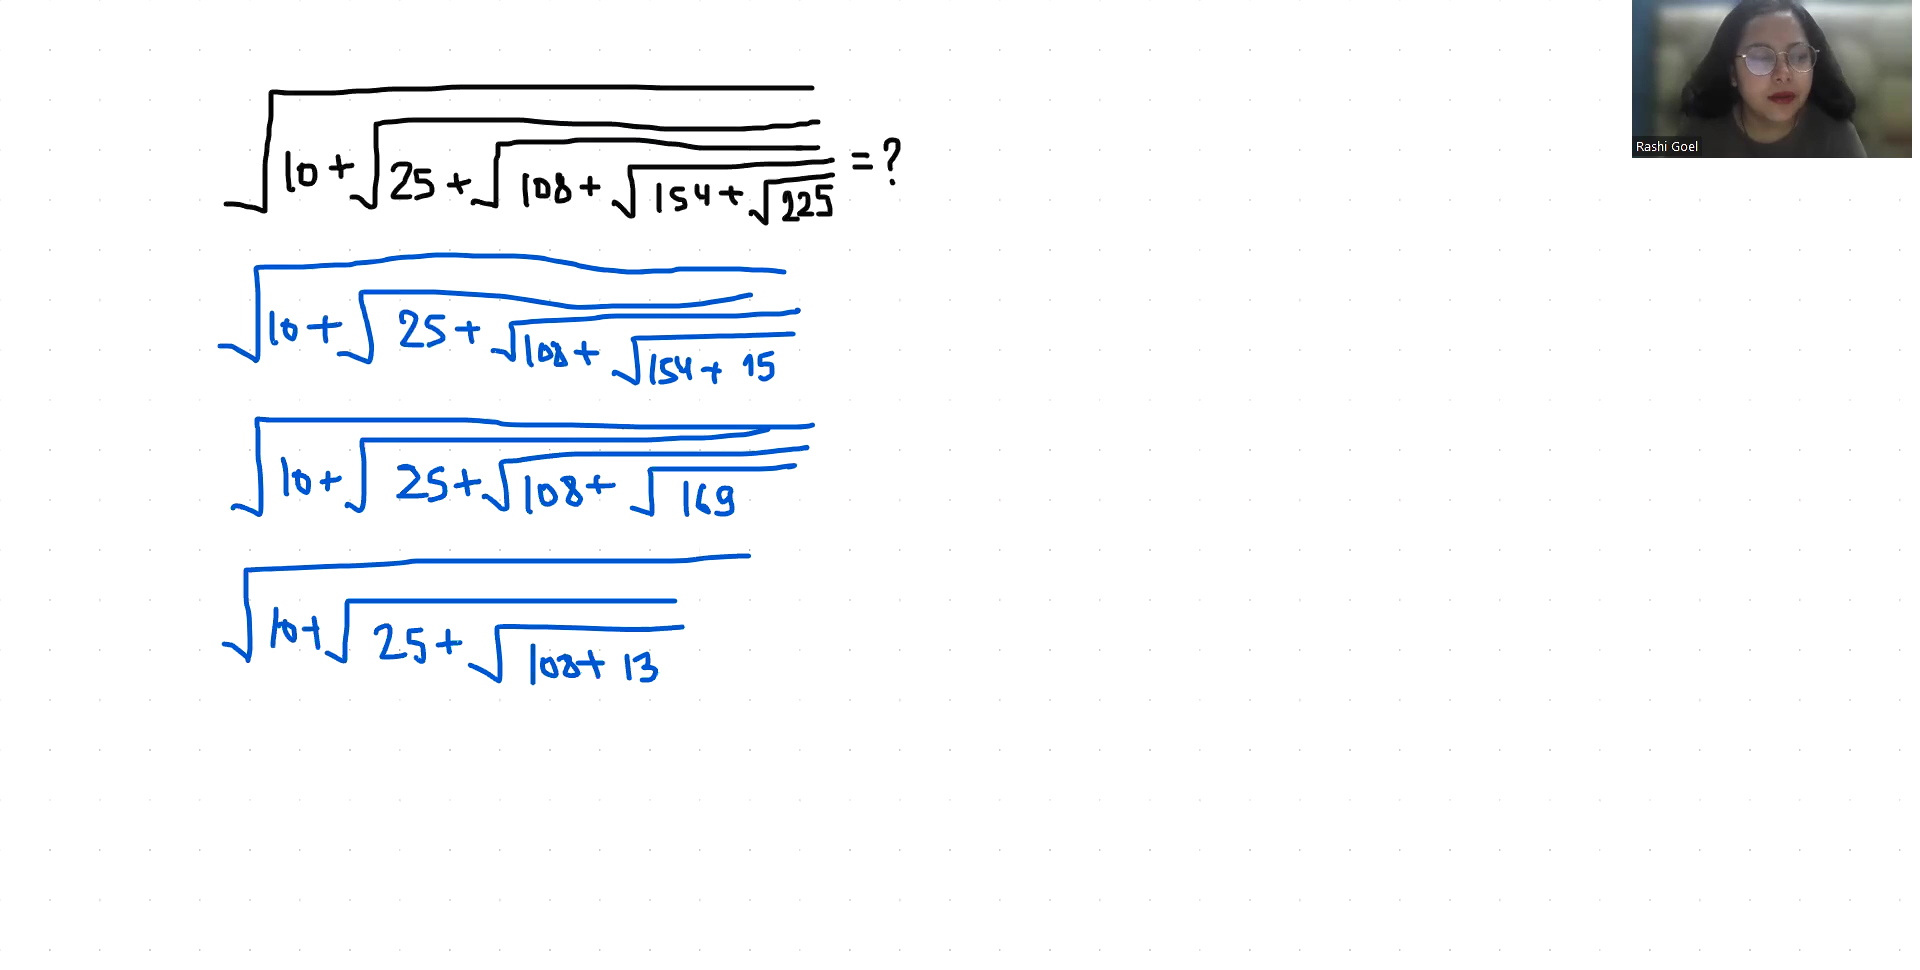 √(10 + √(25 + √(108 + √(154 + √225)))) = ?
√(10 + √(25 + √(108 + √(154 + 15))))
√(10 + √(25 + √(108 + √169)))
√(10 + √(25 + √(108 + 13)))
Rashi Goel